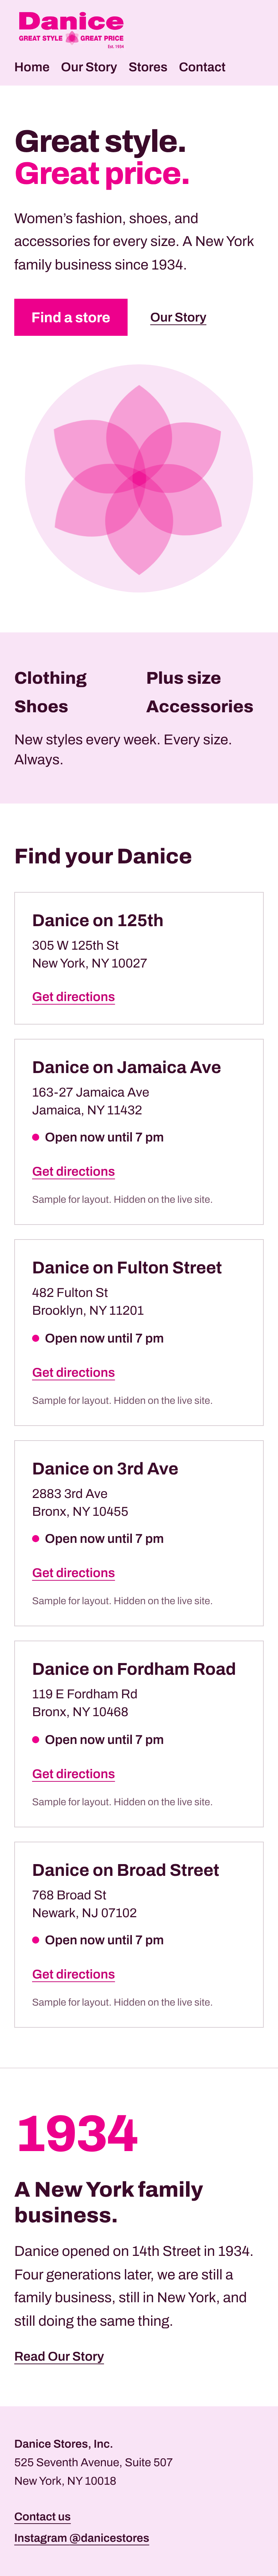 Danice
GREAT STYLE GREAT PRICE
Est. 1934
Home Our Story Stores Contact
Great style.
Great price.
Women’s fashion, shoes, and
accessories for every size. A New York
family business since 1934.
Find a store Our Story
Clothing Plus size
Shoes Accessories
New styles every week. Every size.
Always.
Find your Danice
Danice on 125th
305 W 125th St
New York, NY 10027
Get directions
Danice on Jamaica Ave
163-27 Jamaica Ave
Jamaica, NY 11432
Open now until 7 pm
Get directions
Sample for layout. Hidden on the live site.
Danice on Fulton Street
482 Fulton St
Brooklyn, NY 11201
Open now until 7 pm
Get directions
Sample for layout. Hidden on the live site.
Danice on 3rd Ave
2883 3rd Ave
Bronx, NY 10455
Open now until 7 pm
Get directions
Sample for layout. Hidden on the live site.
Danice on Fordham Road
119 E Fordham Rd
Bronx, NY 10468
Open now until 7 pm
Get directions
Sample for layout. Hidden on the live site.
Danice on Broad Street
768 Broad St
Newark, NJ 07102
Open now until 7 pm
Get directions
Sample for layout. Hidden on the live site.
1934
A New York family
business.
Danice opened on 14th Street in 1934.
Four generations later, we are still a
family business, still in New York, and
still doing the same thing.
Read Our Story
Danice Stores, Inc.
525 Seventh Avenue, Suite 507
New York, NY 10018
Contact us
Instagram @danicestores